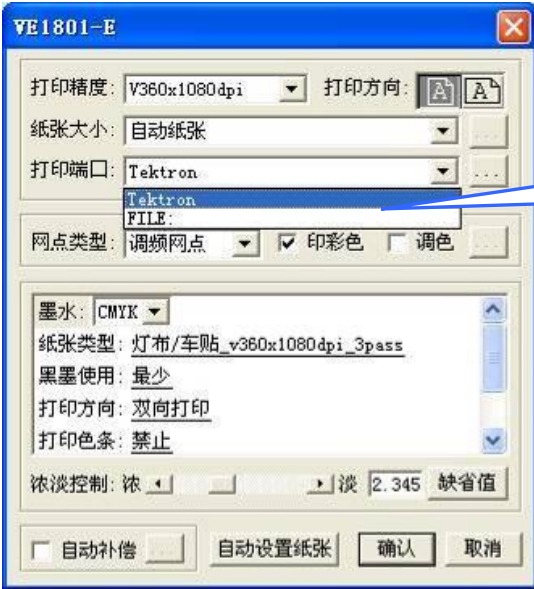 VE1801-E
打印精度: V360x1080dpi 打印方向: A A
纸张大小: 自动纸张 ...
打印端口: Tektron ...
Tektron
FILE:
网点类型: 调频网点 印彩色 调色 ...
墨水: CMYK
纸张类型: 灯布/车贴_v360x1080dpi_3pass
黑墨使用: 最少
打印方向: 双向打印
打印色条: 禁止
浓淡控制: 浓 淡 2.345 缺省值
自动补偿 ... 自动设置纸张 确认 取消